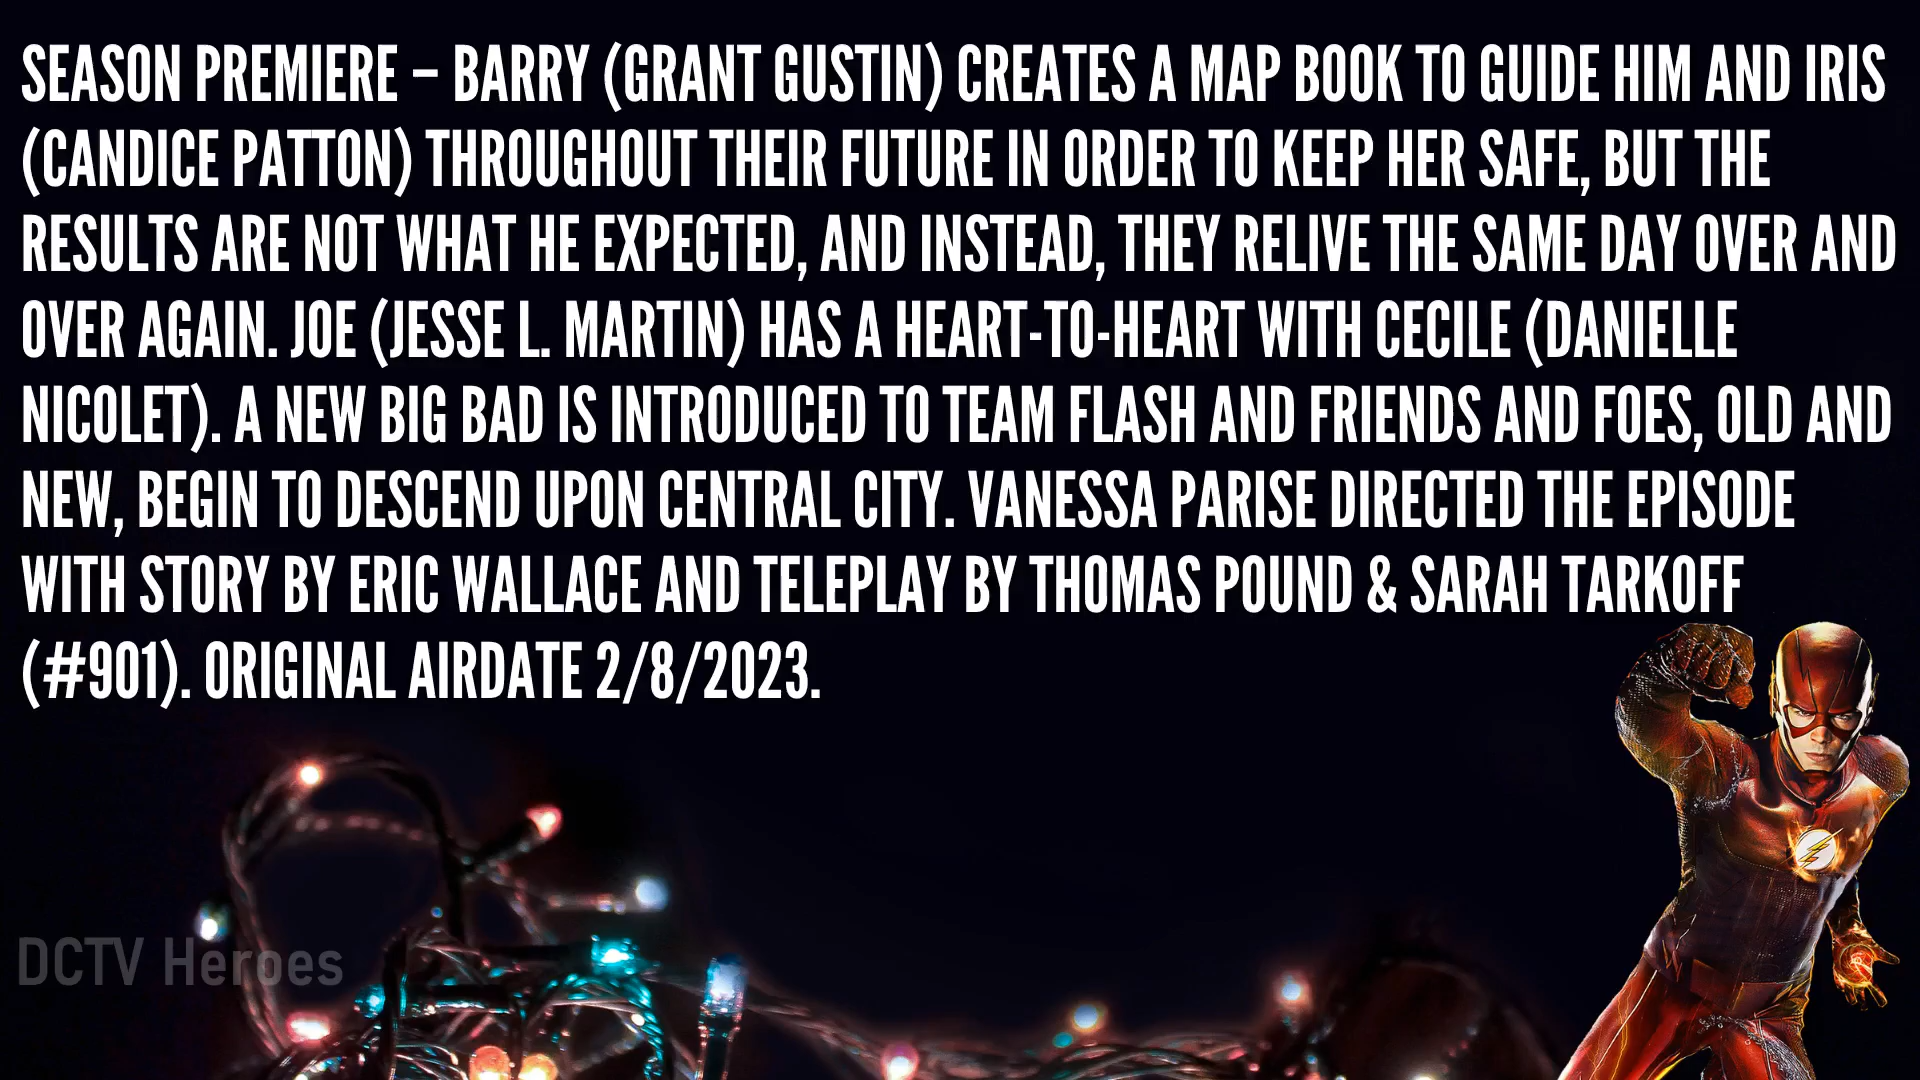 SEASON PREMIERE – BARRY (GRANT GUSTIN) CREATES A MAP BOOK TO GUIDE HIM AND IRIS
(CANDICE PATTON) THROUGHOUT THEIR FUTURE IN ORDER TO KEEP HER SAFE, BUT THE
RESULTS ARE NOT WHAT HE EXPECTED, AND INSTEAD, THEY RELIVE THE SAME DAY OVER AND
OVER AGAIN. JOE (JESSE L. MARTIN) HAS A HEART-TO-HEART WITH CECILE (DANIELLE
NICOLET). A NEW BIG BAD IS INTRODUCED TO TEAM FLASH AND FRIENDS AND FOES, OLD AND
NEW, BEGIN TO DESCEND UPON CENTRAL CITY. VANESSA PARISE DIRECTED THE EPISODE
WITH STORY BY ERIC WALLACE AND TELEPLAY BY THOMAS POUND & SARAH TARKOFF
(#901). ORIGINAL AIRDATE 2/8/2023.
DCTV Heroes